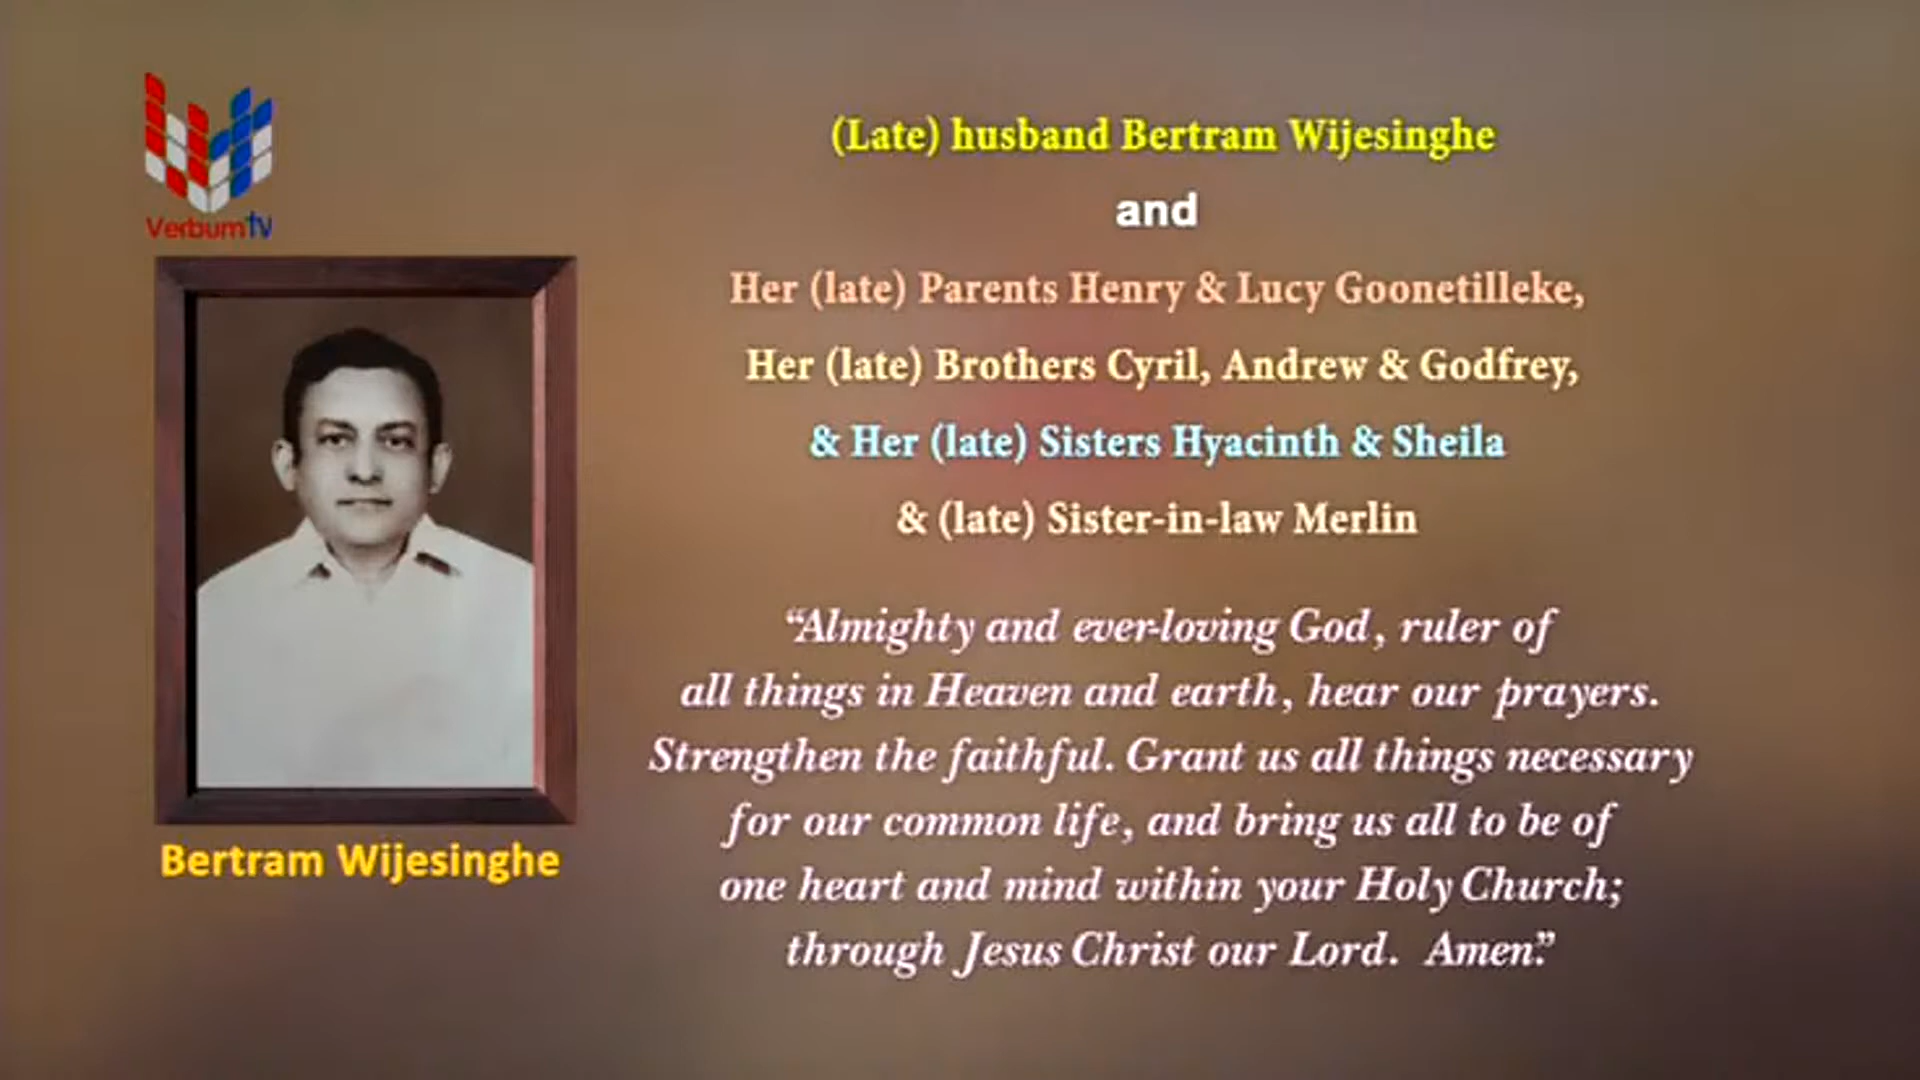 VerbumTV
(Late) husband Bertram Wijesinghe
and
Her (late) Parents Henry & Lucy Goonetilleke,
Her (late) Brothers Cyril, Andrew & Godfrey,
& Her (late) Sisters Hyacinth & Sheila
& (late) Sister-in-law Merlin
“Almighty and ever-loving God, ruler of
all things in Heaven and earth, hear our prayers.
Strengthen the faithful. Grant us all things necessary
for our common life, and bring us all to be of
one heart and mind within your Holy Church;
through Jesus Christ our Lord. Amen.”
Bertram Wijesinghe